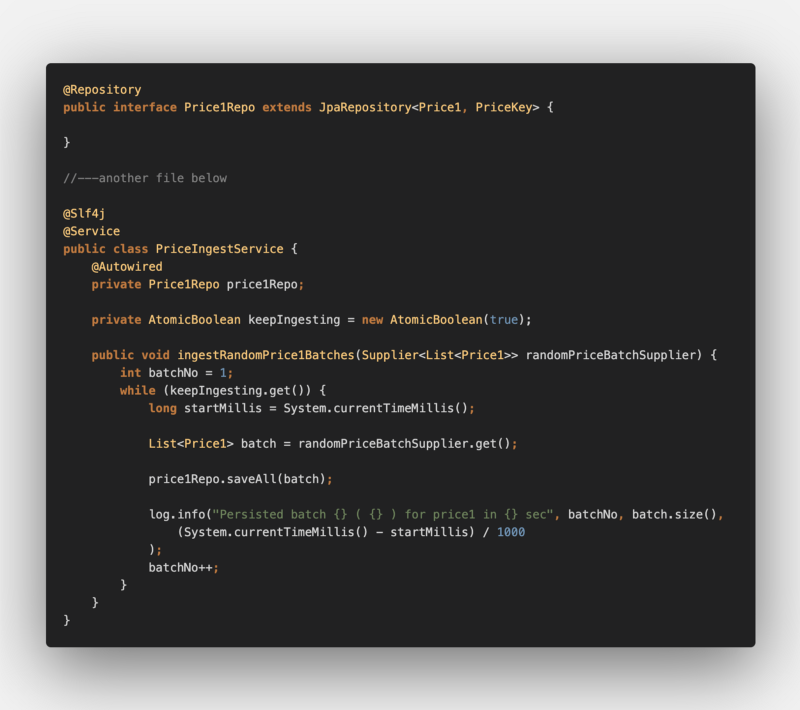 @Repository
public interface Price1Repo extends JpaRepository<Price1, PriceKey> {
}
//---another file below
@Slf4j
@Service
public class PriceIngestService {
    @Autowired
    private Price1Repo price1Repo;
    private AtomicBoolean keepIngesting = new AtomicBoolean(true);
    public void ingestRandomPrice1Batches(Supplier<List<Price1>> randomPriceBatchSupplier) {
        int batchNo = 1;
        while (keepIngesting.get()) {
            long startMillis = System.currentTimeMillis();
            List<Price1> batch = randomPriceBatchSupplier.get();
            price1Repo.saveAll(batch);
            log.info("Persisted batch {} ( {} ) for price1 in {} sec", batchNo, batch.size(),
                (System.currentTimeMillis() - startMillis) / 1000
            );
            batchNo++;
        }
    }
}